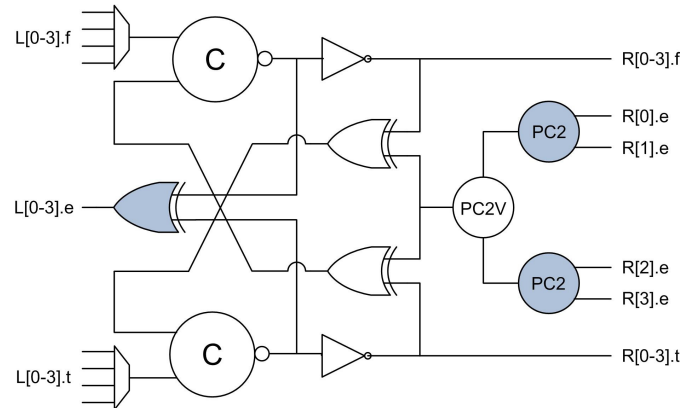 L[0-3].f
C
R[0-3].f
R[0].e
PC2
R[1].e
L[0-3].e
PC2V
R[2].e
PC2
R[3].e
C
R[0-3].t
L[0-3].t